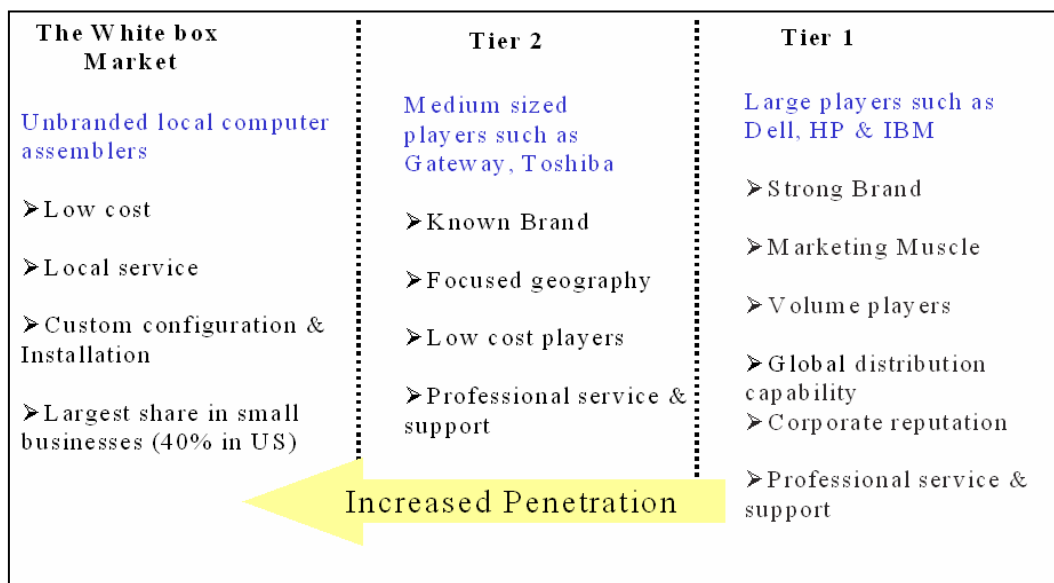 The White box
Market
Unbranded local computer
assemblers
➤Low cost
➤Local service
➤Custom configuration &
Installation
➤Largest share in small
businesses (40% in US)
Tier 2
Medium sized
players such as
Gateway, Toshiba
➤Known Brand
➤Focused geography
➤Low cost players
➤Professional service &
support
Tier 1
Large players such as
Dell, HP & IBM
➤Strong Brand
➤Marketing Muscle
➤Volume players
➤Global distribution
capability
➤Corporate reputation
➤Professional service &
support
Increased Penetration